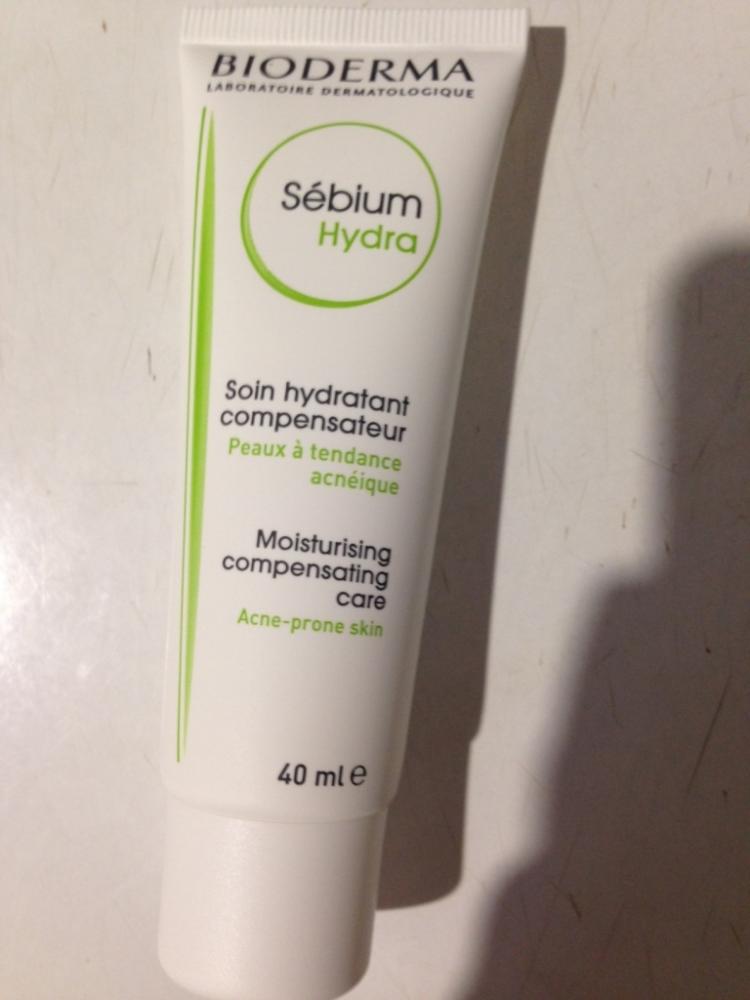 BIODERMA
LABORATOIRE DERMATOLOGIQUE
Sébium
Hydra
Soin hydratant
compensateur
Peaux à tendance
acnéique
Moisturising
compensating
care
Acne-prone skin
40 ml e